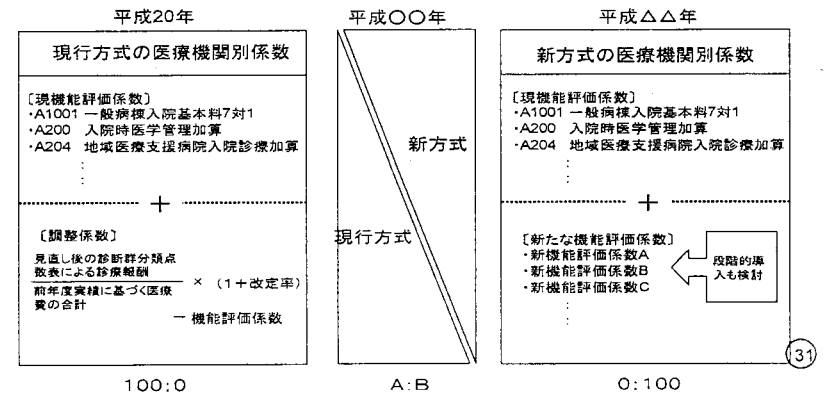 平成20年
現行方式の医療機関別係数
〔現機能評価係数〕
・A1001 一般病棟入院基本料7対1
・A200 入院時医学管理加算
・A204 地域医療支援病院入院診療加算
⋮
⋮
+
〔調整係数〕
見直し後の診断群分類点
数表による診療報酬
前年度実績に基づく医療
費の合計
× (1+改定率)
－機能評価係数
100:0
平成〇〇年
新方式
現行方式
A:B
平成△△年
新方式の医療機関別係数
〔現機能評価係数〕
・A1001 一般病棟入院基本料7対1
・A200 入院時医学管理加算
・A204 地域医療支援病院入院診療加算
⋮
⋮
+
〔新たな機能評価係数〕
・新機能評価係数A
・新機能評価係数B
・新機能評価係数C
⋮
段階的導
入も検討
0:100
31